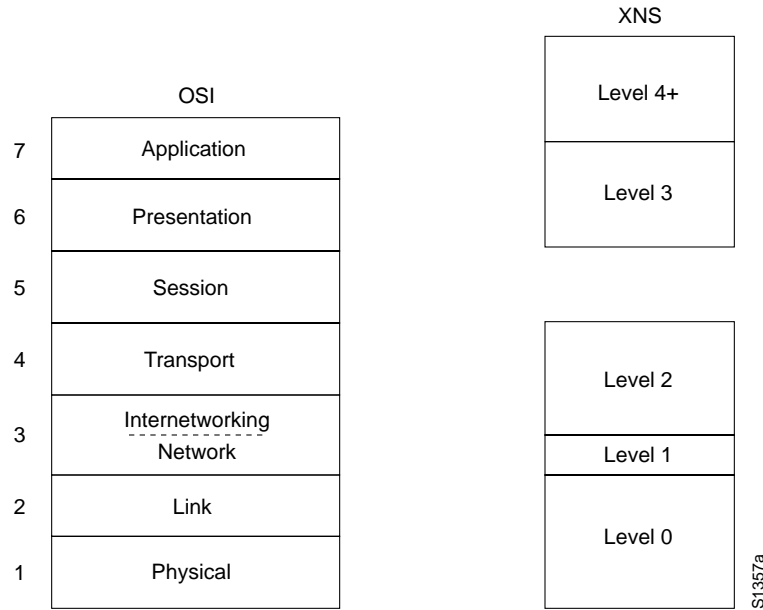 XNS
Level 4+
OSI
7 Application
Level 3
6 Presentation
5 Session
4 Transport
Level 2
3 Internetworking
Network
Level 1
2 Link
Level 0
1 Physical
S1357a